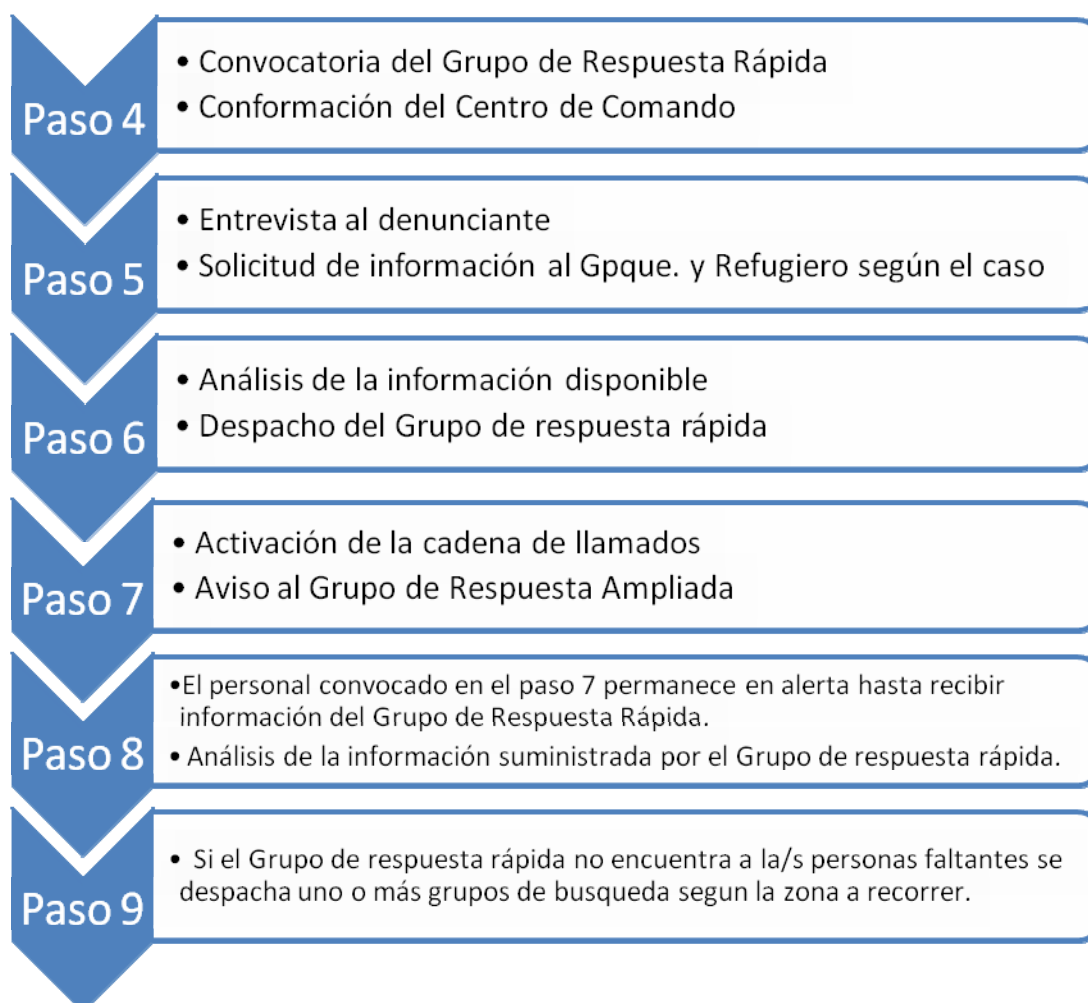 Paso 4
• Convocatoria del Grupo de Respuesta Rápida
• Conformación del Centro de Comando
Paso 5
• Entrevista al denunciante
• Solicitud de información al Gpque. y Refugiero según el caso
Paso 6
• Análisis de la información disponible
• Despacho del Grupo de respuesta rápida
Paso 7
• Activación de la cadena de llamados
• Aviso al Grupo de Respuesta Ampliada
Paso 8
•El personal convocado en el paso 7 permanece en alerta hasta recibir
información del Grupo de Respuesta Rápida.
• Análisis de la información suministrada por el Grupo de respuesta rápida.
Paso 9
• Si el Grupo de respuesta rápida no encuentra a la/s personas faltantes se
despacha uno o más grupos de busqueda segun la zona a recorrer.